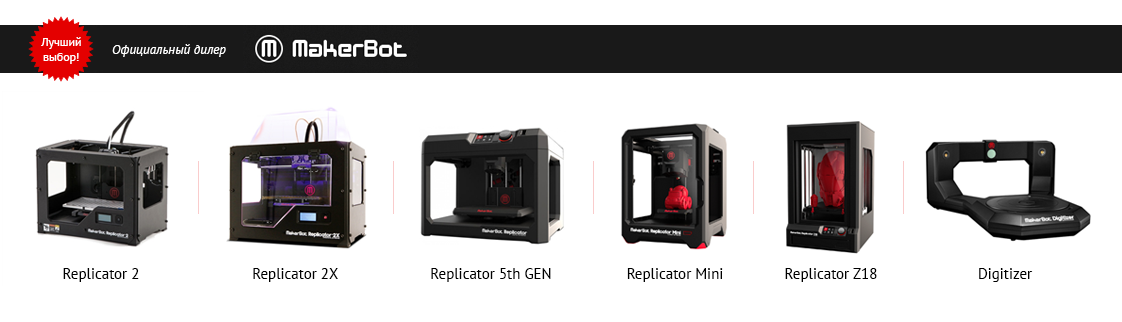 Лучший
выбор!
Официальный дилер
MakerBot
MakerBot Replicator 2
MakerBot Replicator 2X
MakerBot Replicator
MakerBot Replicator Mini
MakerBot Digitizer
Replicator 2
Replicator 2X
Replicator 5th GEN
Replicator Mini
Replicator Z18
Digitizer